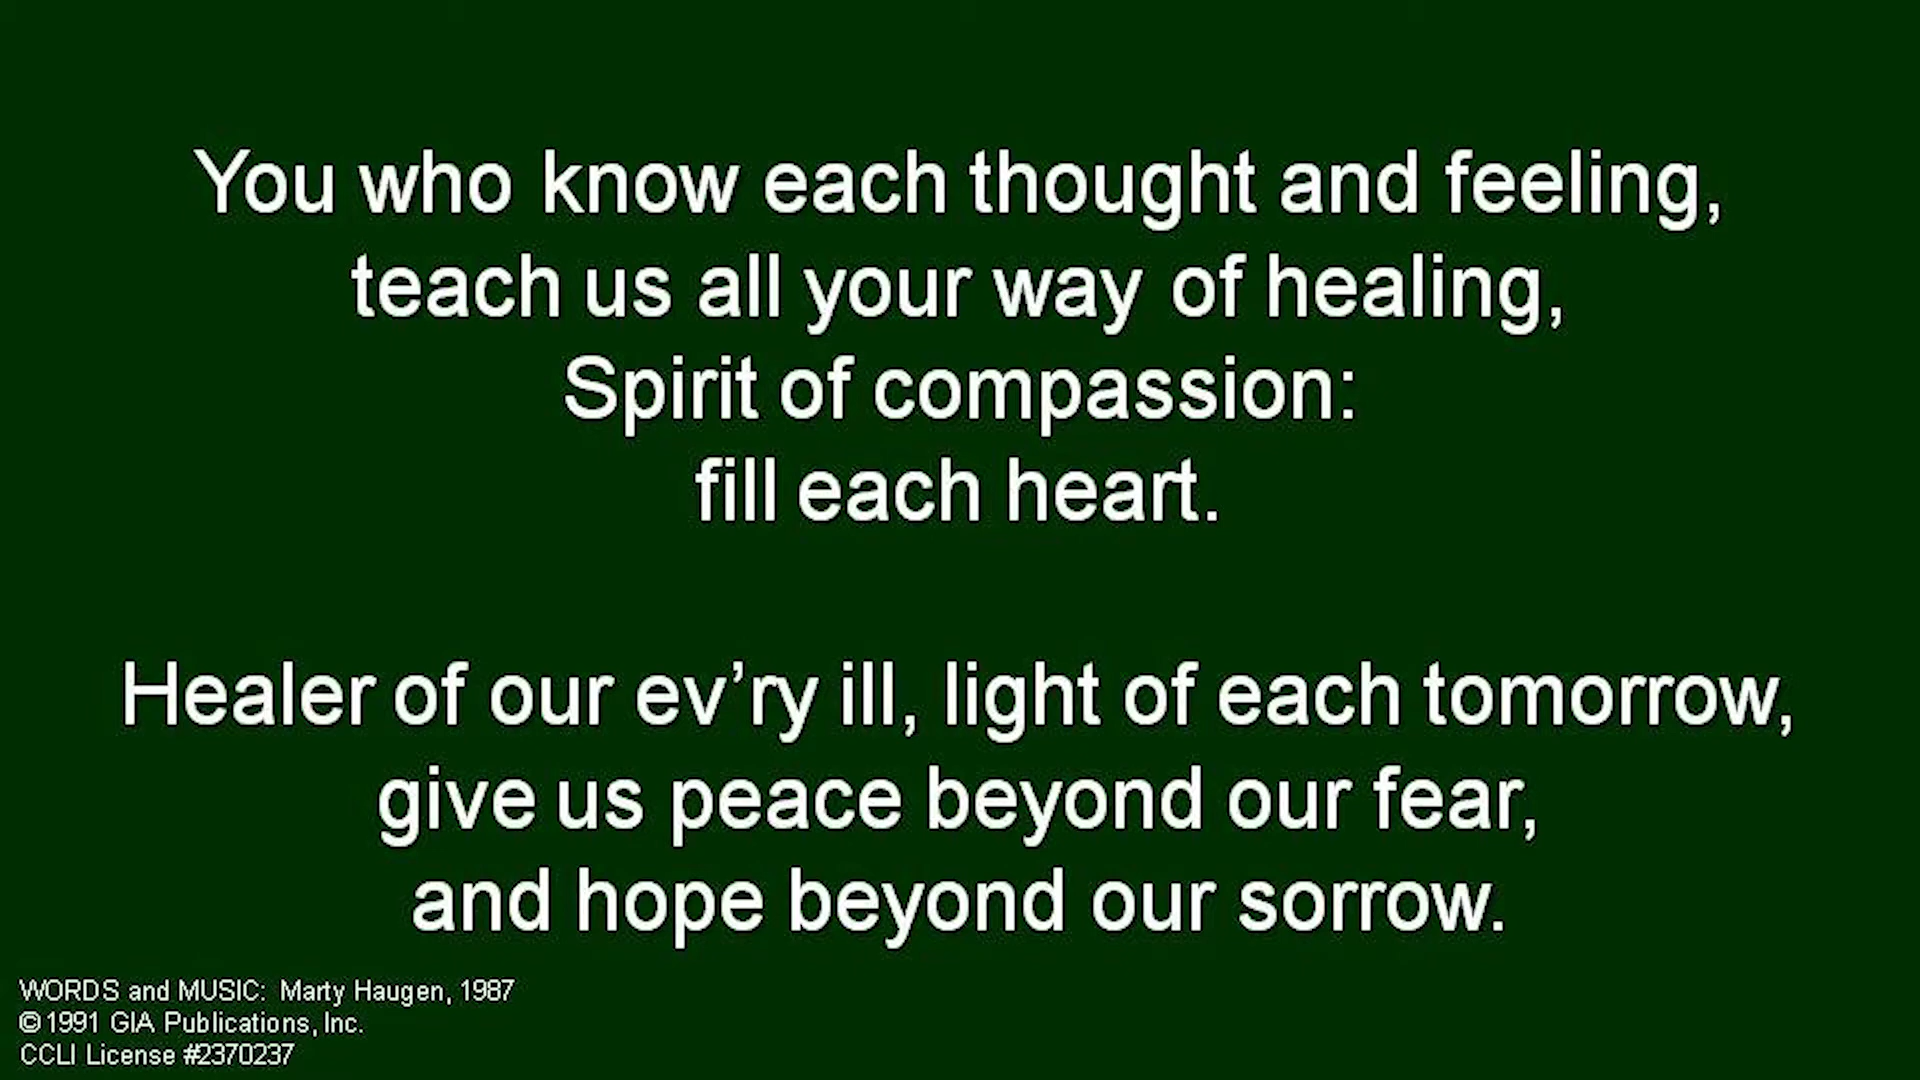 You who know each thought and feeling,
teach us all your way of healing,
Spirit of compassion:
fill each heart.
Healer of our ev’ry ill, light of each tomorrow,
give us peace beyond our fear,
and hope beyond our sorrow.
WORDS and MUSIC: Marty Haugen, 1987
©1991 GIA Publications, Inc.
CCLI License #2370237